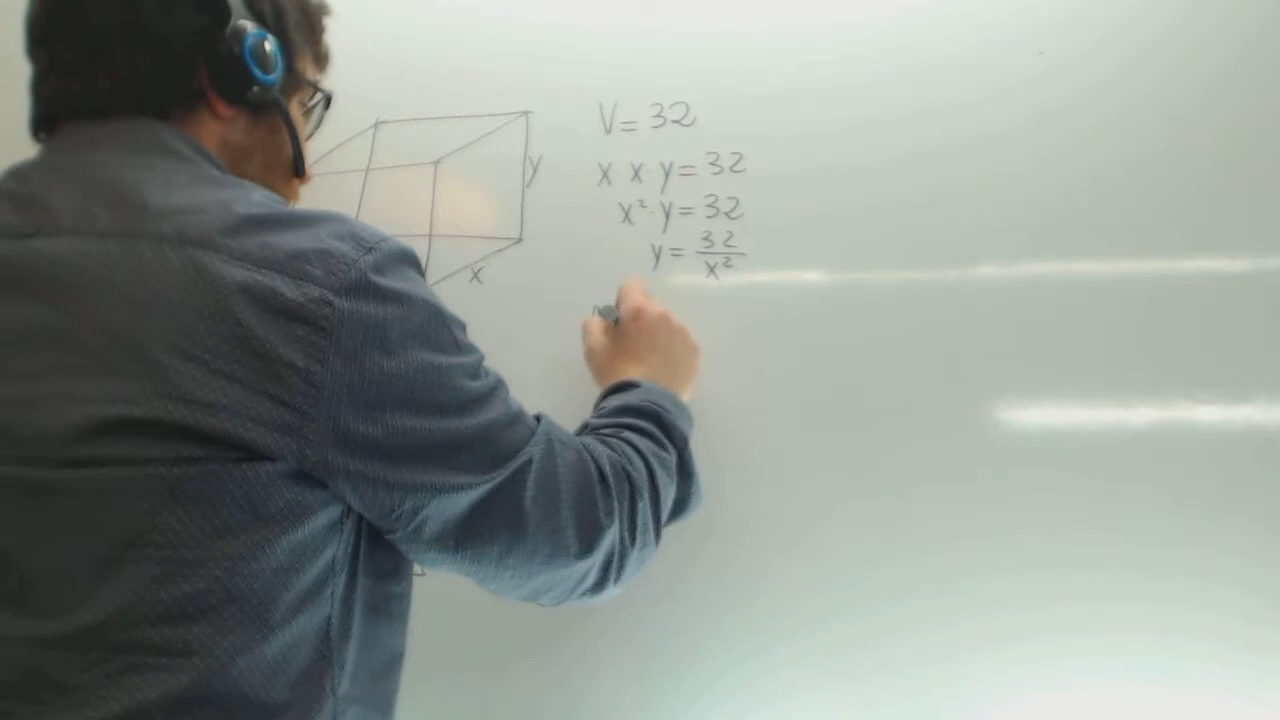 y
x
V=32
x x y=32
x²·y=32
y=32/x²